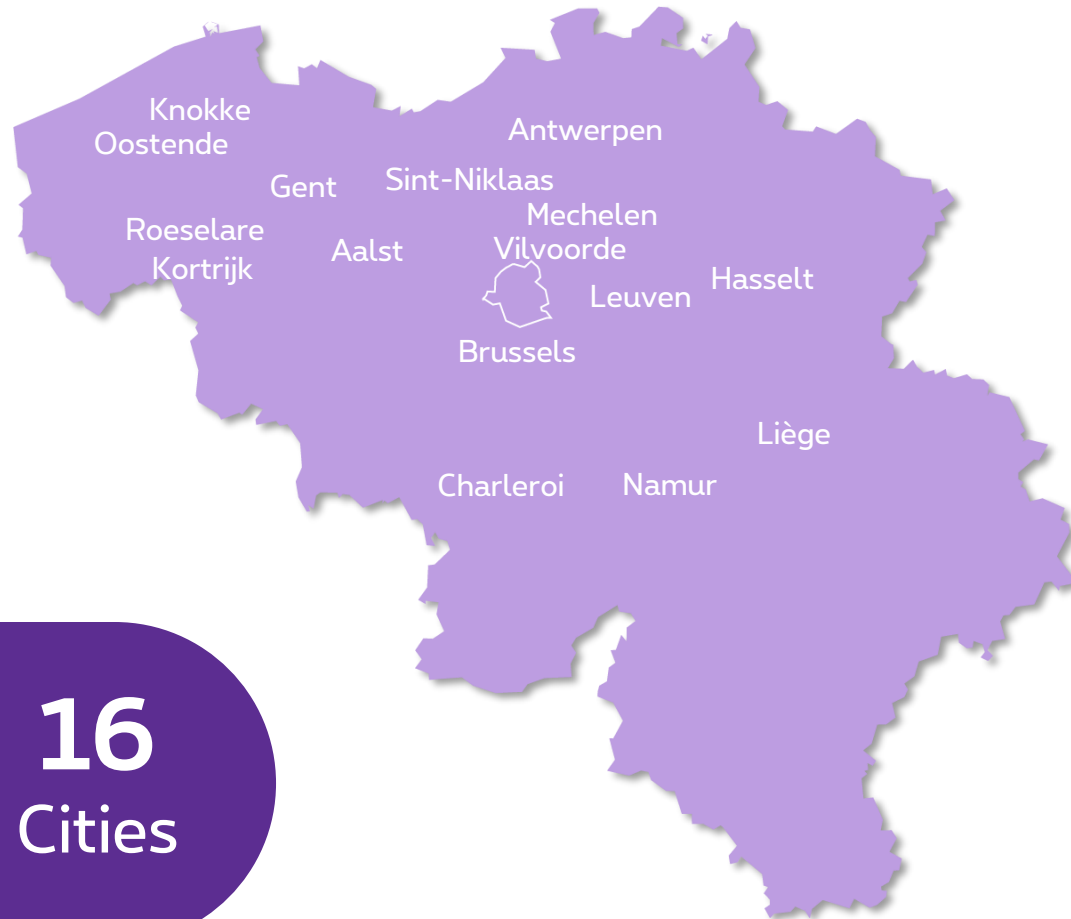 Knokke
Oostende
Antwerpen
Gent
Sint-Niklaas
Mechelen
Roeselare
Aalst
Vilvoorde
Kortrijk
Hasselt
Leuven
Brussels
Liège
Charleroi
Namur
16
Cities